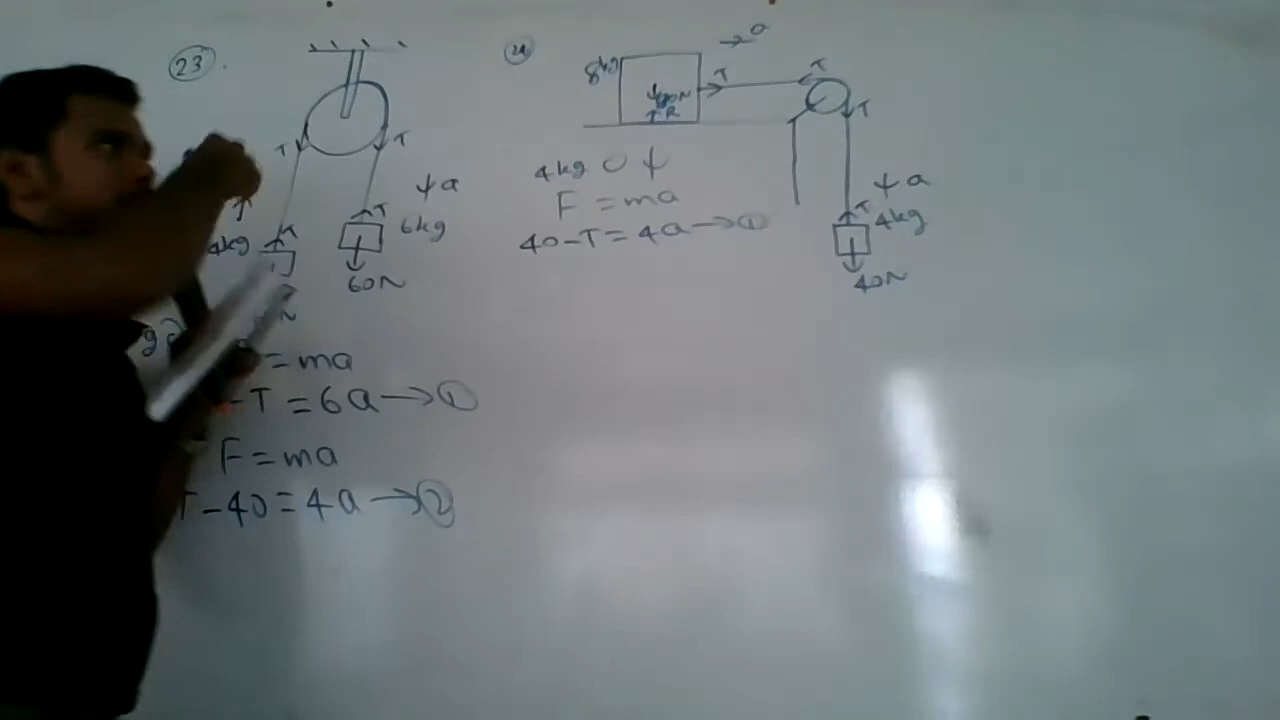 23
T
T
T
T
a
4kg
6kg
60N
= ma
-T = 6a → 1
F = ma
T - 40 = 4a → 2
24
a
8kg
T
T
R
T
4kg ↓
F = ma
40 - T = 4a → 1
a
T
4kg
40N